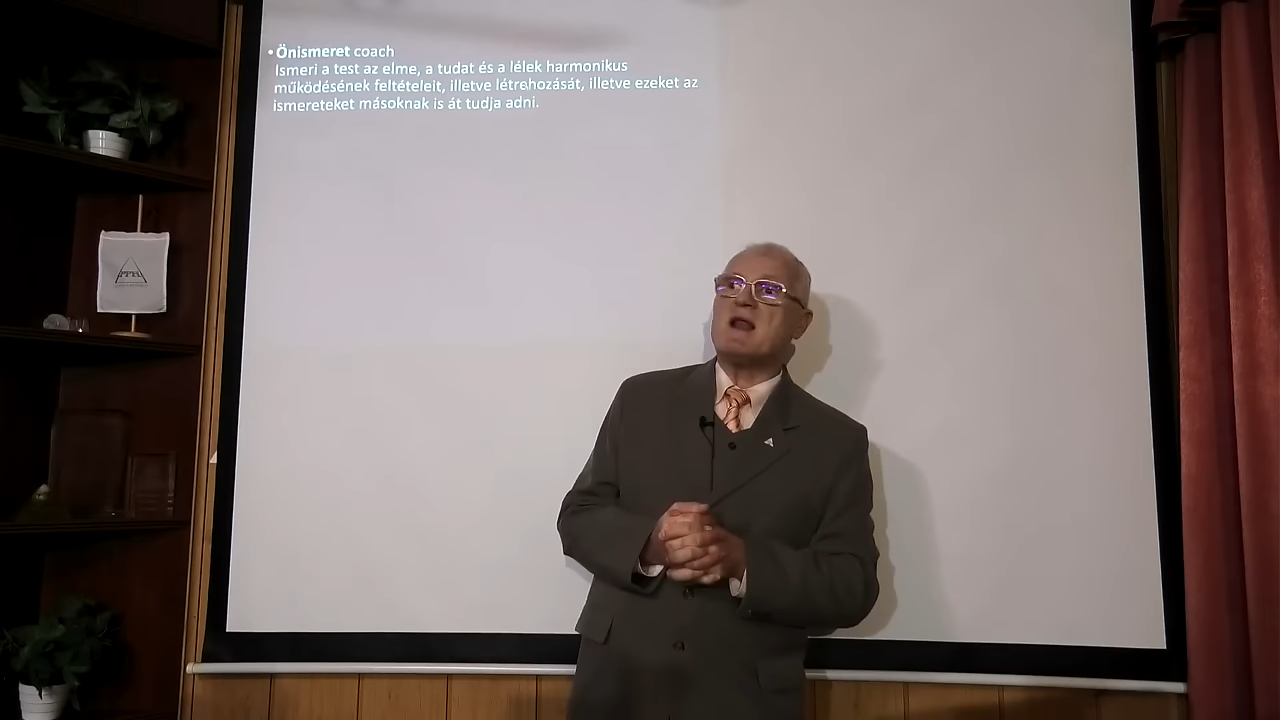 • Önismeret coach
Ismeri a test az elme, a tudat és a lélek harmonikus
működésének feltételeit, illetve létrehozását, illetve ezeket az
ismereteket másoknak is át tudja adni.